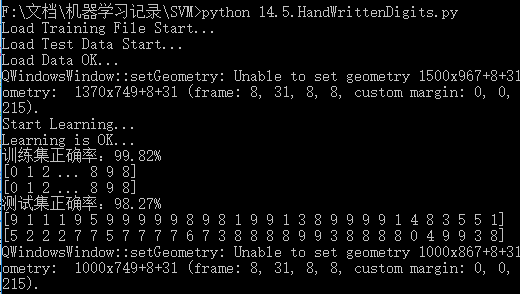 F:\文档\机器学习记录\SVM>python 14.5.HandWrittenDigits.py
Load Training File Start...
Load Test Data Start...
Load Data OK...
QWindowsWindow::setGeometry: Unable to set geometry 1500x967+8+31
ometry:  1370x749+8+31 (frame: 8, 31, 8, 8, custom margin: 0, 0,
215).
Start Learning...
Learning is OK...
训练集正确率：99.82%
[0 1 2 ... 8 9 8]
[0 1 2 ... 8 9 8]
测试集正确率：98.27%
[9 1 1 1 9 5 9 9 9 9 9 8 9 8 1 9 9 1 3 8 9 9 9 9 1 4 8 3 5 5 1]
[5 2 2 2 7 7 5 7 7 7 7 6 7 3 8 8 8 8 9 9 3 8 8 8 8 0 4 9 9 3 8]
QWindowsWindow::setGeometry: Unable to set geometry 1000x867+8+31
ometry:  1000x749+8+31 (frame: 8, 31, 8, 8, custom margin: 0, 0,
215).